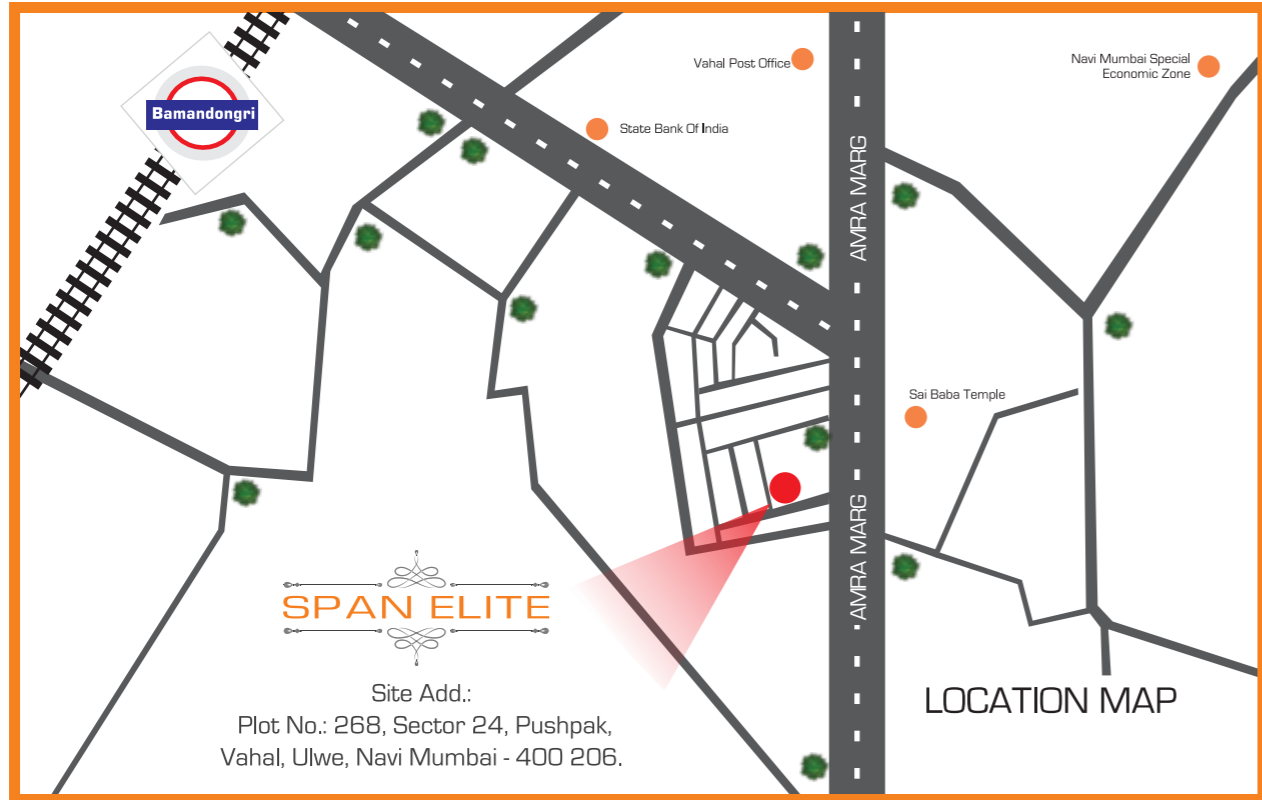 Bamandongri
Vahal Post Office
Navi Mumbai Special
Economic Zone
State Bank Of India
AMRA MARG
Sai Baba Temple
AMRA MARG
SPAN ELITE
Site Add.:
Plot No.: 268, Sector 24, Pushpak,
Vahal, Ulwe, Navi Mumbai - 400 206.
LOCATION MAP